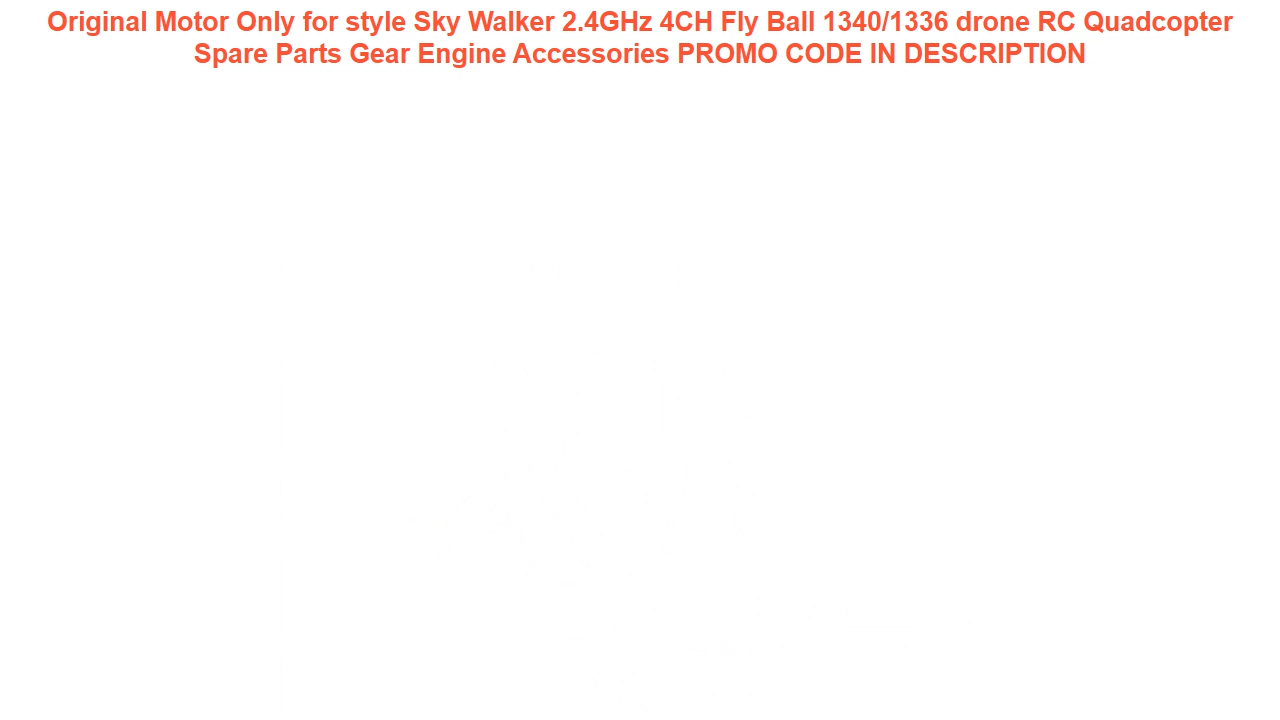 Original Motor Only for style Sky Walker 2.4GHz 4CH Fly Ball 1340/1336 drone RC Quadcopter
Spare Parts Gear Engine Accessories PROMO CODE IN DESCRIPTION